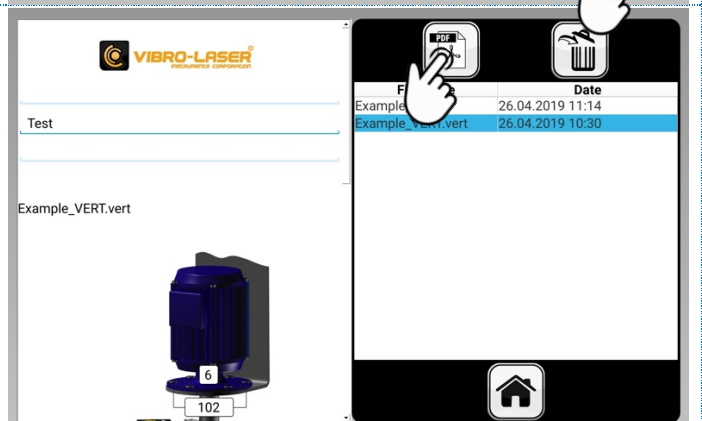 VIBRO-LASER®
INSTRUMENTS CORPORATION
Test
Example_VERT.vert
6
102
PDF
Date
Example
26.04.2019 11:14
Example_VERT.vert
26.04.2019 10:30